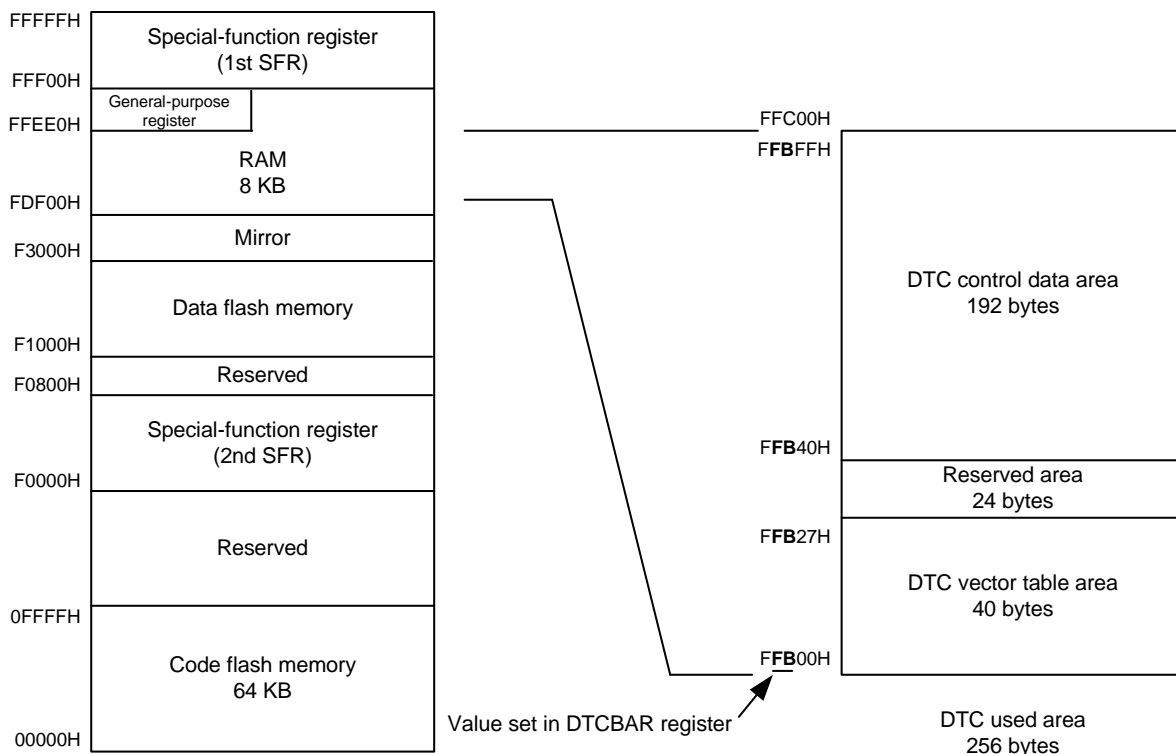 FFFFFH
Special-function register
(1st SFR)
FFF00H
General-purpose
register
FFEE0H
RAM
8 KB
FDF00H
Mirror
F3000H
Data flash memory
F1000H
Reserved
F0800H
Special-function register
(2nd SFR)
F0000H
Reserved
0FFFFH
Code flash memory
64 KB
00000H
FFC00H
FFBFFH
DTC control data area
192 bytes
FFB40H
Reserved area
24 bytes
FFB27H
DTC vector table area
40 bytes
FFB00H
Value set in DTCBAR register
DTC used area
256 bytes